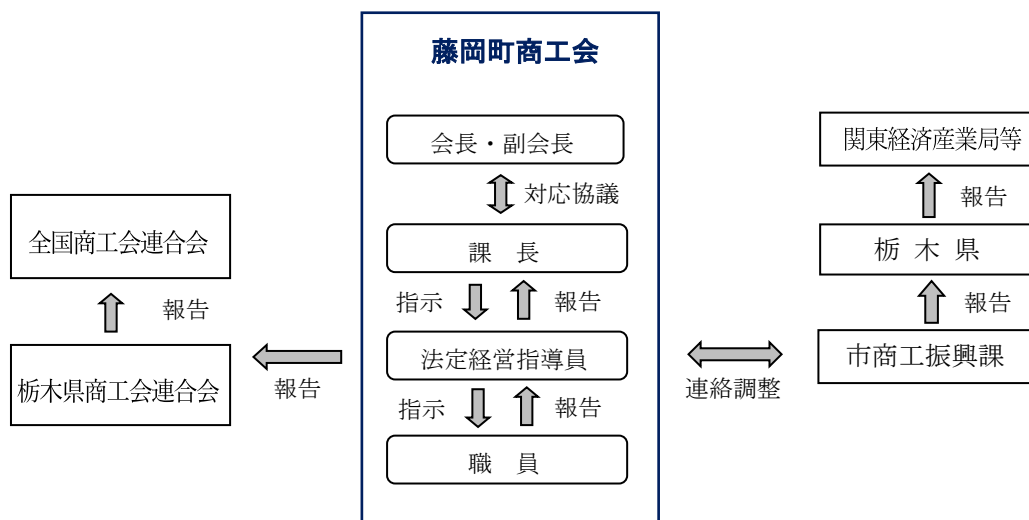 藤岡町商工会
会長・副会長
対応協議
課 長
指示
報告
法定経営指導員
指示
報告
職 員
全国商工会連合会
報告
栃木県商工会連合会
報告
関東経済産業局等
報告
栃 木 県
報告
市商工振興課
連絡調整